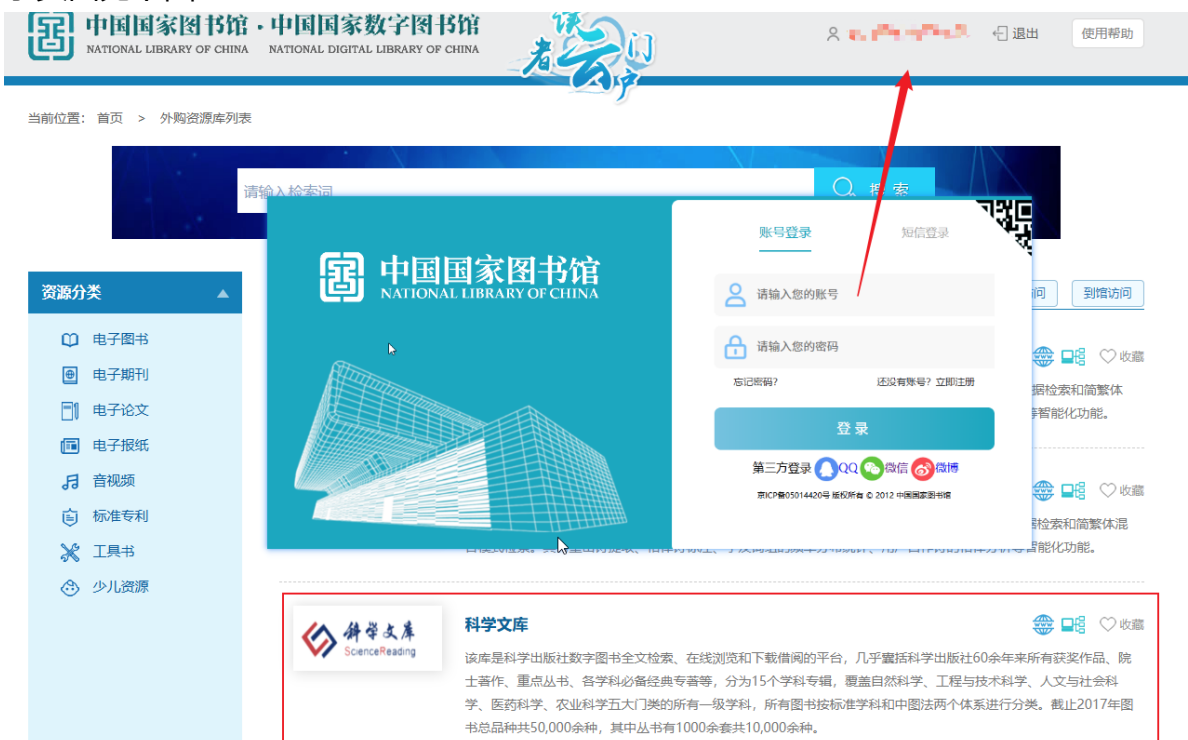 中国国家图书馆·中国国家数字图书馆
NATIONAL LIBRARY OF CHINA NATIONAL DIGITAL LIBRARY OF CHINA
读者云门户
退出
使用帮助
当前位置： 首页 > 外购资源库列表
请输入检索词
搜索
中国国家图书馆
NATIONAL LIBRARY OF CHINA
账号登录
短信登录
请输入您的账号
请输入您的密码
忘记密码?
还没有账号？立即注册
登录
第三方登录 QQ 微信 微博
京ICP备05014420号 版权所有 © 2012 中国国家图书馆
资源分类
电子图书
电子期刊
电子论文
电子报纸
音视频
标准专利
工具书
少儿资源
问
到馆访问
收藏
据检索和简繁体
等智能化功能。
收藏
据检索和简繁体混
智能化功能。
科学文库
ScienceReading
科学文库
收藏
该库是科学出版社数字图书全文检索、在线浏览和下载借阅的平台，几乎囊括科学出版社60余年来所有获奖作品、院
士著作、重点丛书、各学科必备经典专著等，分为15个学科专辑，覆盖自然科学、工程与技术科学、人文与社会科
学、医药科学、农业科学五大门类的所有一级学科，所有图书按标准学科和中图法两个体系进行分类。截止2017年图
书总品种共50,000余种，其中丛书有1000余套共10,000余种。